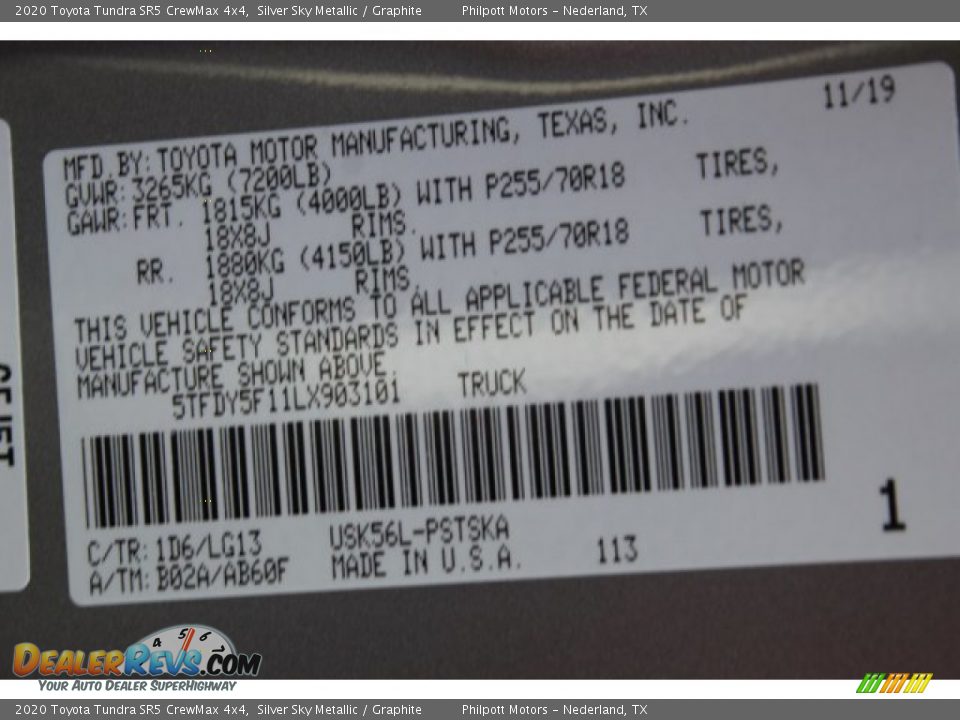 2020 Toyota Tundra SR5 CrewMax 4x4, Silver Sky Metallic / Graphite Philpott Motors – Nederland, TX
11/19
MFD.BY:TOYOTA MOTOR MANUFACTURING, TEXAS, INC.
GVWR:3265KG (7200LB)
GAWR:FRT. 1815KG (4000LB) WITH P255/70R18 TIRES,
18X8J RIMS.
RR. 1880KG (4150LB) WITH P255/70R18 TIRES,
18X8J RIMS.
THIS VEHICLE CONFORMS TO ALL APPLICABLE FEDERAL MOTOR
VEHICLE SAFETY STANDARDS IN EFFECT ON THE DATE OF
MANUFACTURE SHOWN ABOVE.
5TFDY5F11LX903101 TRUCK
1
C/TR:1D6/LG13 USK56L-PSTSKA
A/TM:B02A/AB60F MADE IN U.S.A. 113
4 5 6
DEALERREVS.COM
YOUR AUTO DEALER SUPERHIGHWAY
2020 Toyota Tundra SR5 CrewMax 4x4, Silver Sky Metallic / Graphite Philpott Motors – Nederland, TX